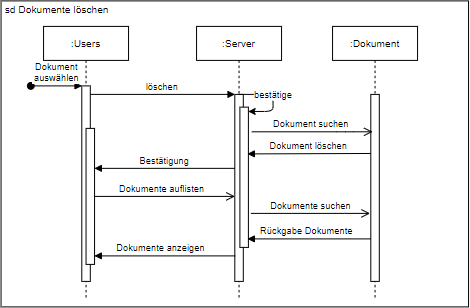 sd Dokumente löschen
:Users
:Server
:Dokument
Dokument
auswählen
löschen
bestätige
Dokument suchen
Dokument löschen
Bestätigung
Dokumente auflisten
Dokumente suchen
Rückgabe Dokumente
Dokumente anzeigen